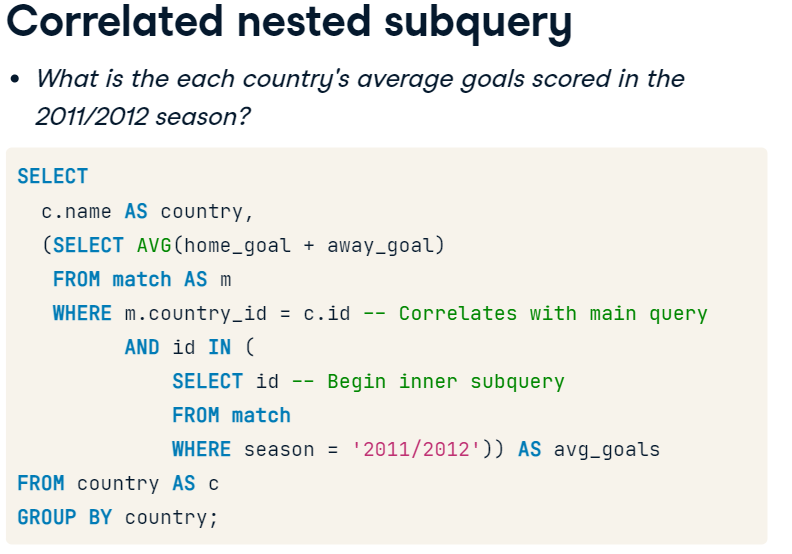 Correlated nested subquery
• What is the each country's average goals scored in the
2011/2012 season?
SELECT
c.name AS country,
(SELECT AVG(home_goal + away_goal)
FROM match AS m
WHERE m.country_id = c.id -- Correlates with main query
AND id IN (
SELECT id -- Begin inner subquery
FROM match
WHERE season = '2011/2012')) AS avg_goals
FROM country AS c
GROUP BY country;